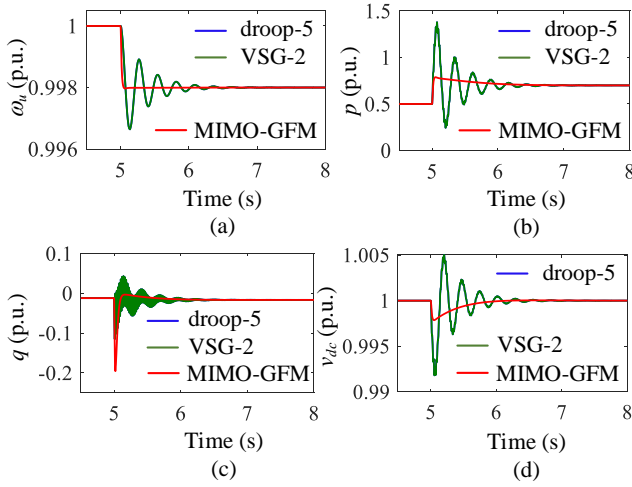 1
0.998
0.996
5
6
7
8
ω_u (p.u.)
Time (s)
droop-5
VSG-2
MIMO-GFM
(a)
1.5
1
0.5
0
5
6
7
8
p (p.u.)
Time (s)
droop-5
VSG-2
MIMO-GFM
(b)
0.1
0
-0.1
-0.2
5
6
7
8
q (p.u.)
Time (s)
droop-5
VSG-2
MIMO-GFM
(c)
1.005
1
0.995
0.99
5
6
7
8
v_dc (p.u.)
Time (s)
droop-5
VSG-2
MIMO-GFM
(d)